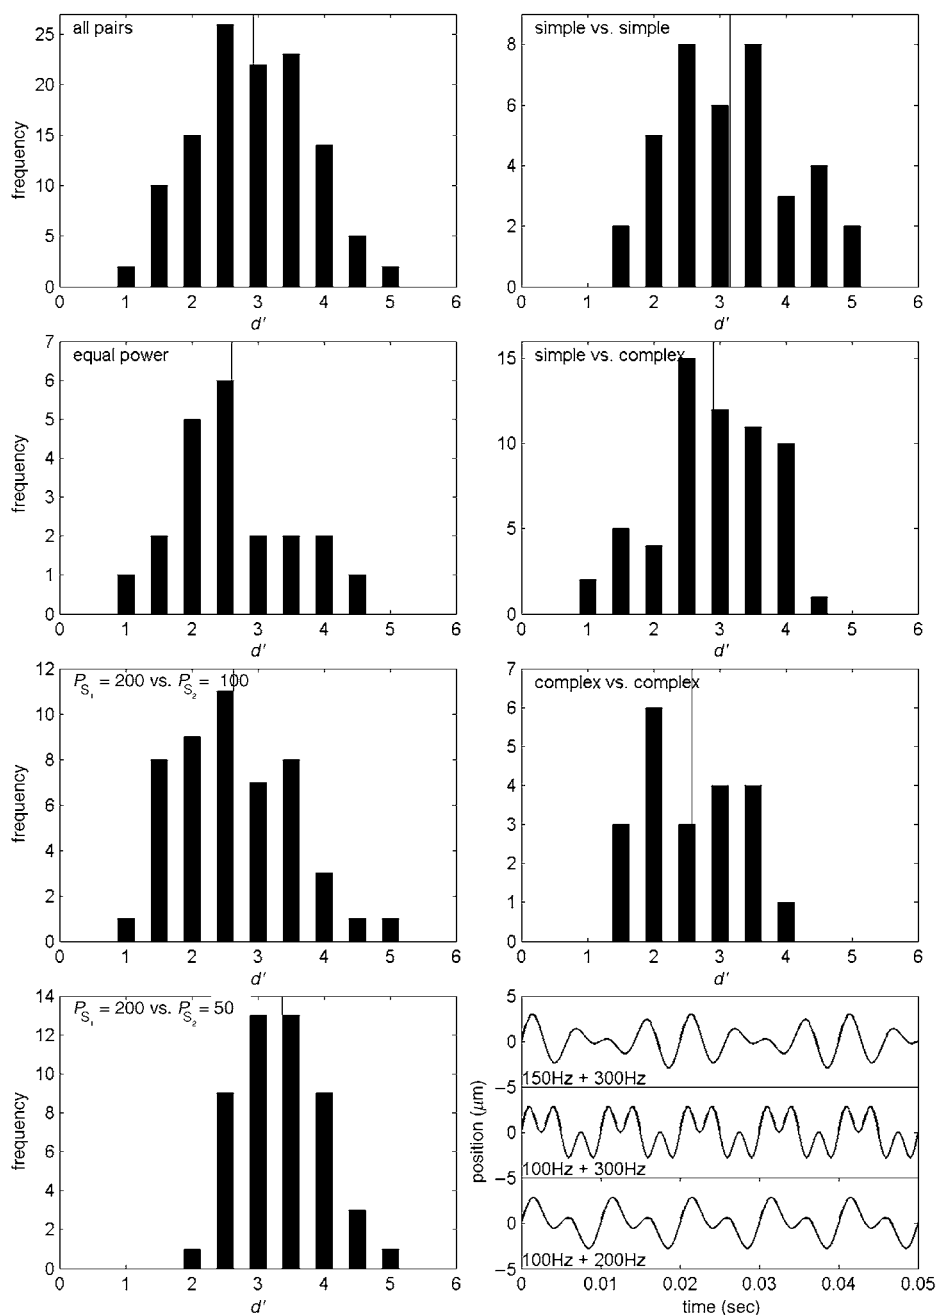 all pairs
frequency
25
20
15
10
5
0
0 1 2 3 4 5 6
d′
simple vs. simple
8
6
4
2
0
0 1 2 3 4 5 6
d′
equal power
frequency
7
6
5
4
3
2
1
0
0 1 2 3 4 5 6
d′
simple vs. complex
15
10
5
0
0 1 2 3 4 5 6
d′
P_S₁ = 200 vs. P_S₂ = 100
frequency
12
10
8
6
4
2
0
0 1 2 3 4 5 6
d′
complex vs. complex
7
6
5
4
3
2
1
0
0 1 2 3 4 5 6
d′
P_S₁ = 200 vs. P_S₂ = 50
frequency
14
12
10
8
6
4
2
0
0 1 2 3 4 5 6
d′
position (μm)
5
0
150Hz + 300Hz
−5
0
100Hz + 300Hz
−5
0
100Hz + 200Hz
−5
0 0.01 0.02 0.03 0.04 0.05
time (sec)